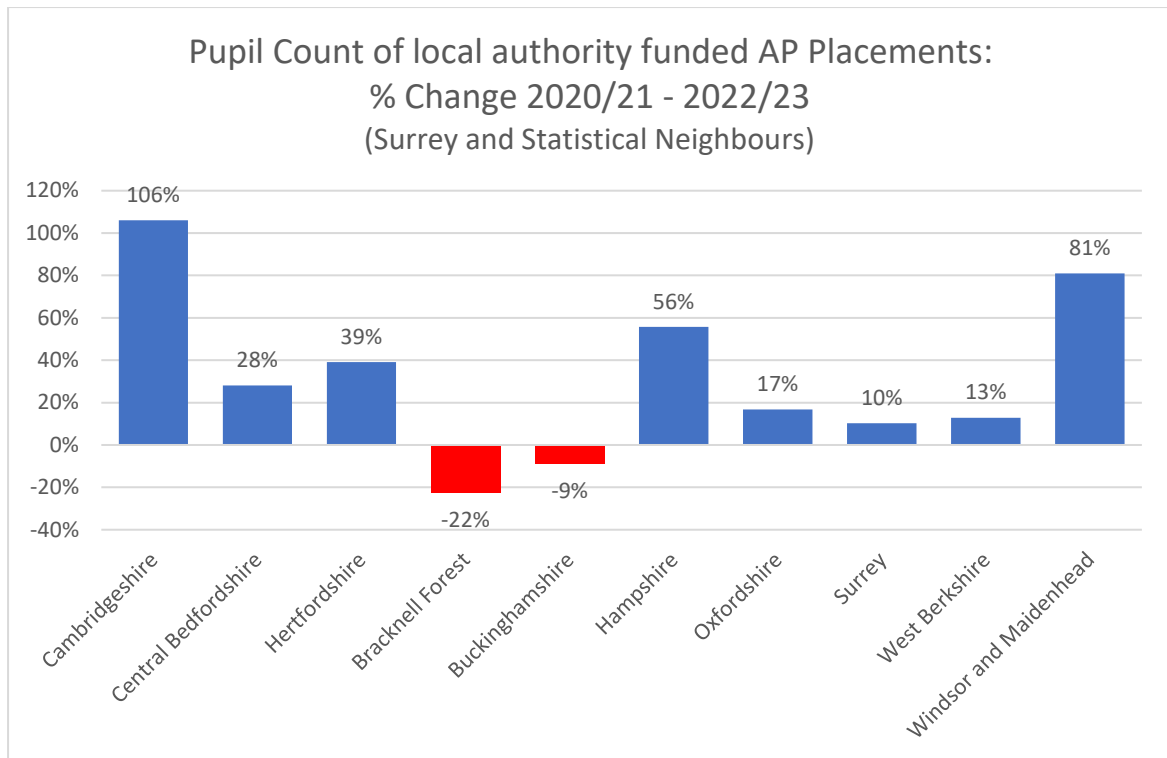 Pupil Count of local authority funded AP Placements:
% Change 2020/21 - 2022/23
(Surrey and Statistical Neighbours)
120%
100%
80%
60%
40%
20%
0%
-20%
-40%
106%
28%
39%
-22%
-9%
56%
17%
10%
13%
81%
Cambridgeshire
Central Bedfordshire
Hertfordshire
Bracknell Forest
Buckinghamshire
Hampshire
Oxfordshire
Surrey
West Berkshire
Windsor and Maidenhead